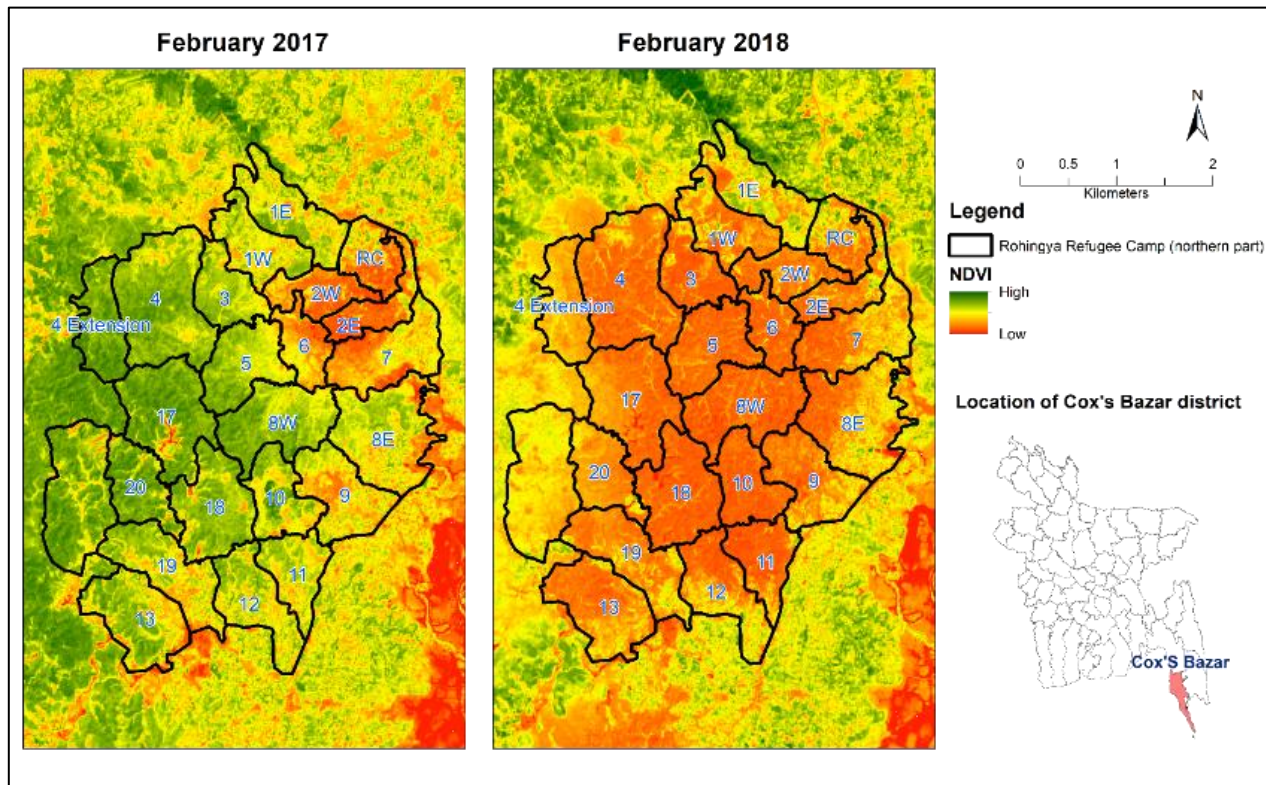 February 2017
February 2018
1E
1W
RC
2W
2E
4
3
4 Extension
6
7
5
17
8W
8E
20
18
10
9
19
11
12
13
1E
1W
RC
2W
2E
4
3
4 Extension
6
7
5
17
8W
8E
20
18
10
9
19
11
12
13
N
0 0.5 1 2
Kilometers
Legend
Rohingya Refugee Camp (northern part)
NDVI
High
Low
Location of Cox's Bazar district
Cox'S Bazar